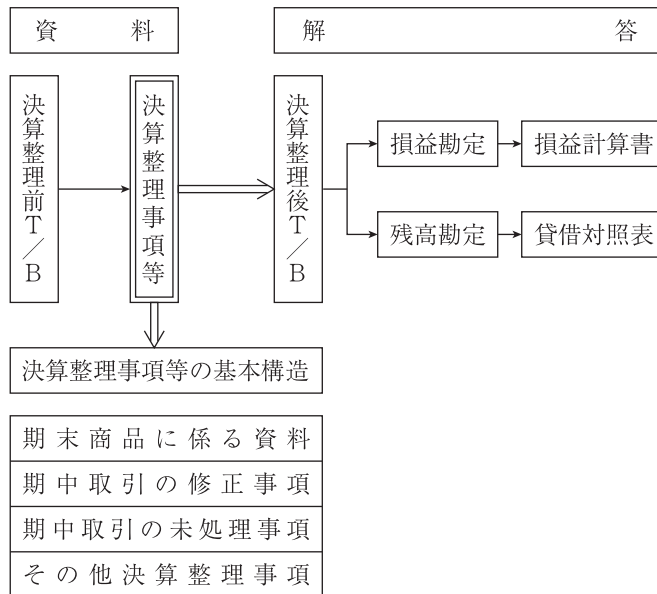 資料
解答
決算整理前T/B
決算整理事項等
決算整理後T/B
損益勘定
損益計算書
残高勘定
貸借対照表
決算整理事項等の基本構造
期末商品に係る資料
期中取引の修正事項
期中取引の未処理事項
その他決算整理事項